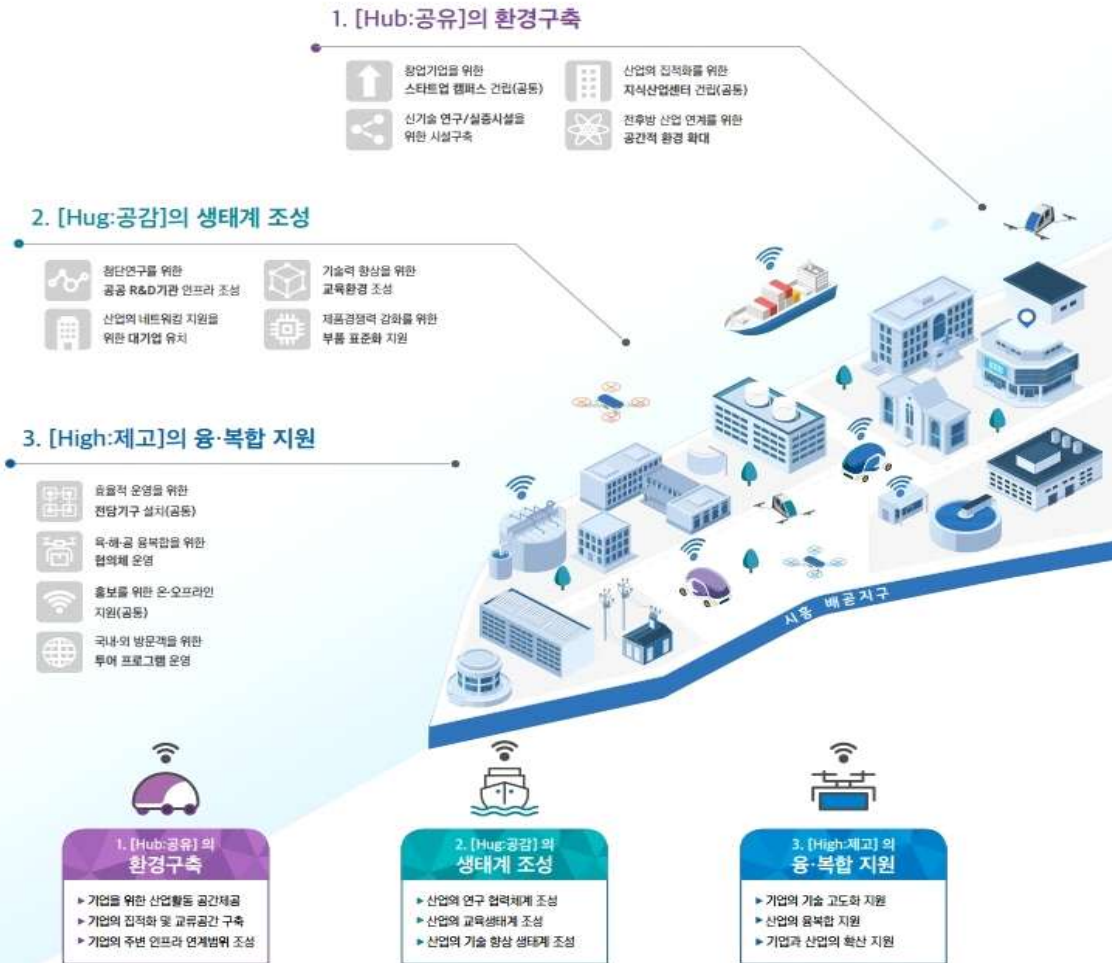 1. [Hub:공유]의 환경구축
창업기업을 위한
스타트업 캠퍼스 건립(공동)
산업의 집적화를 위한
지식산업센터 건립(공동)
신기술 연구/실증시설을
위한 시설구축
전후방 산업 연계를 위한
공간적 환경 확대
2. [Hug:공감]의 생태계 조성
첨단연구를 위한
공공 R&D기관 인프라 조성
기술력 향상을 위한
교육환경 조성
산업의 네트워킹 지원을
위한 대기업 유치
제품경쟁력 강화를 위한
부품 표준화 지원
3. [High:제고]의 융·복합 지원
효율적 운영을 위한
전담기구 설치(공동)
육·해·공 융복합을 위한
협의체 운영
홍보를 위한 온·오프라인
지원(공동)
국내·외 방문객을 위한
투어 프로그램 운영
시흥 배곧지구
1. [Hub:공유] 의
환경구축
▶ 기업을 위한 산업활동 공간제공
▶ 기업의 집적화 및 교류공간 구축
▶ 기업의 주변 인프라 연계범위 조성
2. [Hug:공감] 의
생태계 조성
▶ 산업의 연구 협력체계 조성
▶ 산업의 교육생태계 조성
▶ 산업의 기술 향상 생태계 조성
3. [High:제고] 의
융·복합 지원
▶ 기업의 기술 고도화 지원
▶ 산업의 융복합 지원
▶ 기업과 산업의 확산 지원